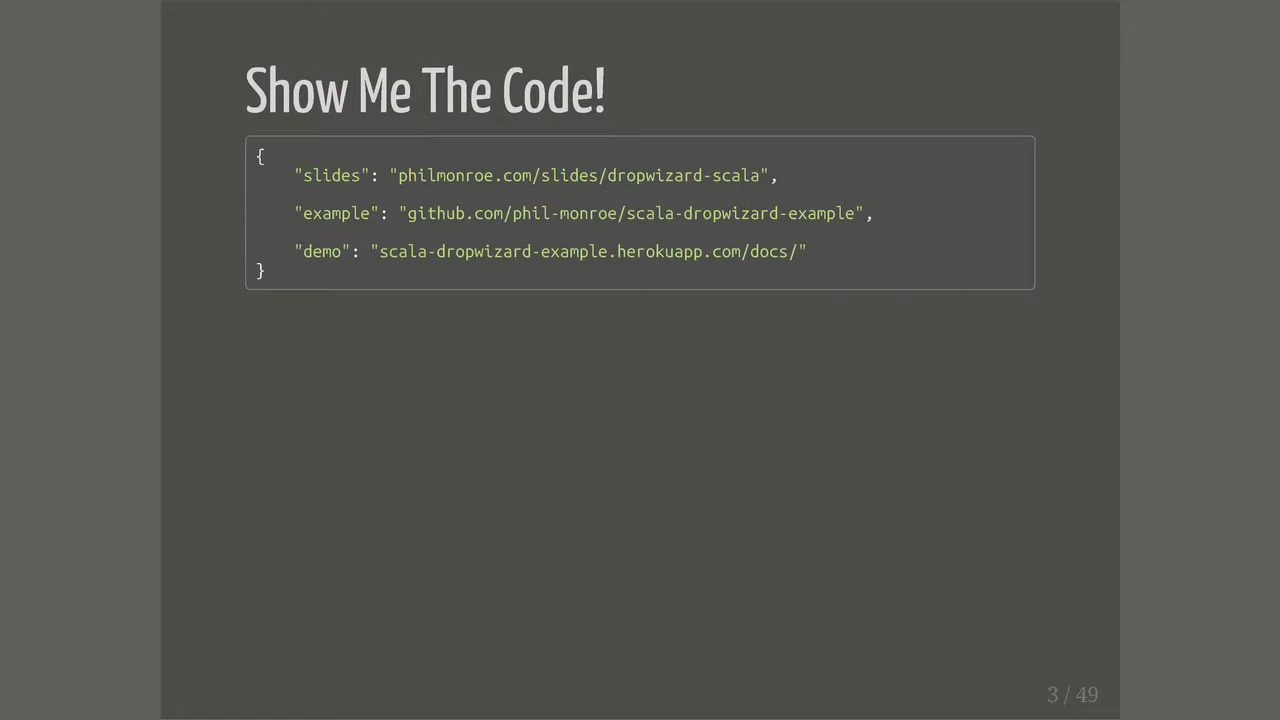 Show Me The Code!
{
    "slides": "philmonroe.com/slides/dropwizard-scala",
    "example": "github.com/phil-monroe/scala-dropwizard-example",
    "demo": "scala-dropwizard-example.herokuapp.com/docs/"
}
3 / 49